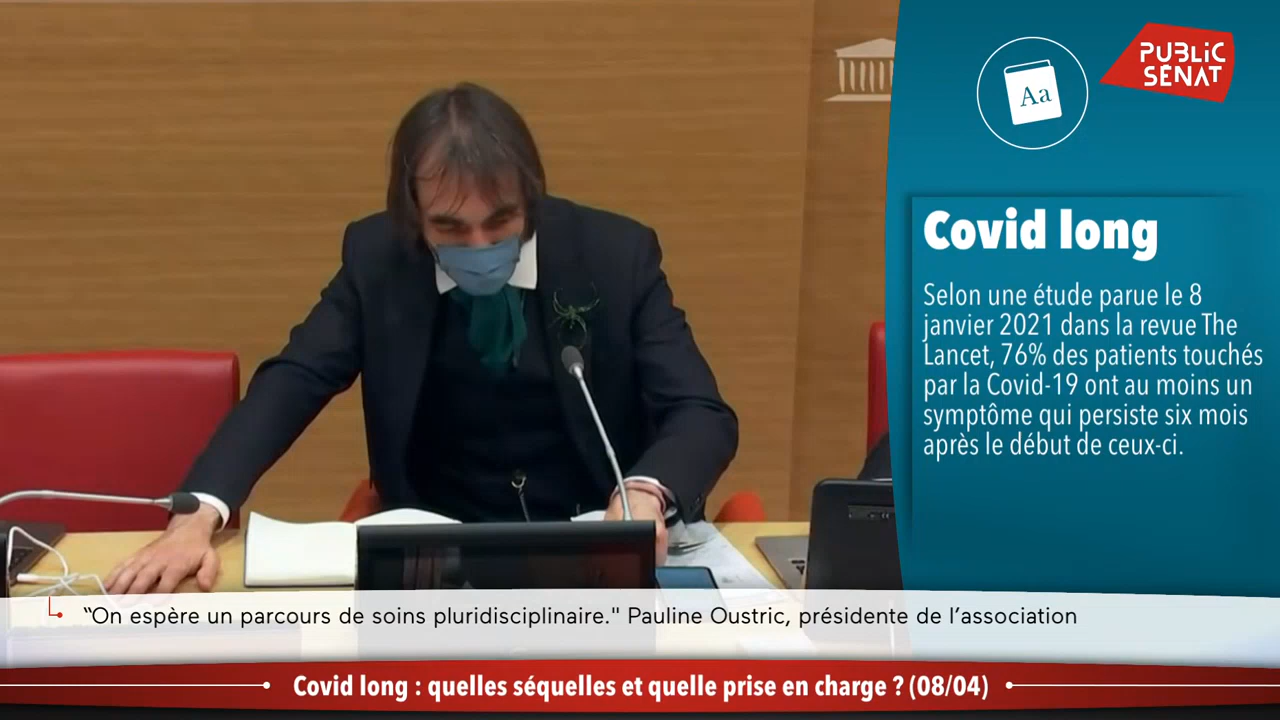 PUBLIC
SÉNAT
Aa
Covid long
Selon une étude parue le 8
janvier 2021 dans la revue The
Lancet, 76% des patients touchés
par la Covid-19 ont au moins un
symptôme qui persiste six mois
après le début de ceux-ci.
“On espère un parcours de soins pluridisciplinaire." Pauline Oustric, présidente de l’association
Covid long : quelles séquelles et quelle prise en charge ? (08/04)